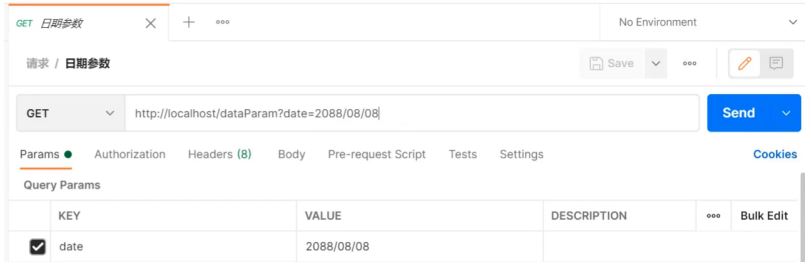 GET 日期参数
No Environment
请求 / 日期参数
Save
GET http://localhost/dataParam?date=2088/08/08 Send
Params Authorization Headers (8) Body Pre-request Script Tests Settings Cookies
Query Params
KEY VALUE DESCRIPTION Bulk Edit
date 2088/08/08